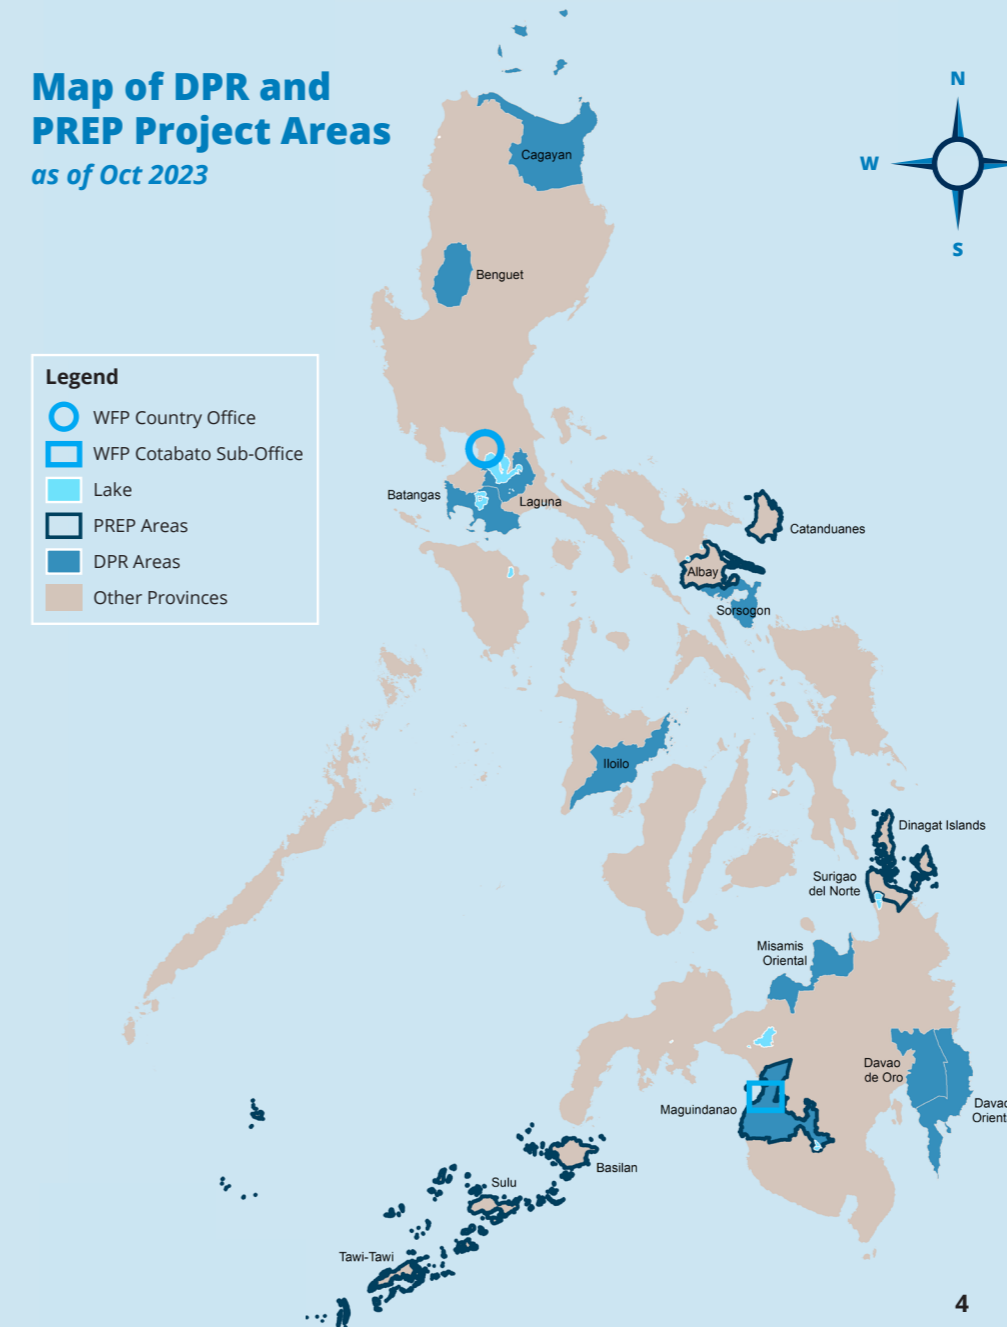 Map of DPR and
PREP Project Areas
as of Oct 2023
N
W
S
Cagayan
Benguet
Legend
WFP Country Office
WFP Cotabato Sub-Office
Lake
PREP Areas
DPR Areas
Other Provinces
Batangas
Laguna
Catanduanes
Albay
Sorsogon
Iloilo
Dinagat Islands
Surigao
del Norte
Misamis
Oriental
Davao
de Oro
Davao
Orient
Maguindanao
Basilan
Sulu
Tawi-Tawi
4